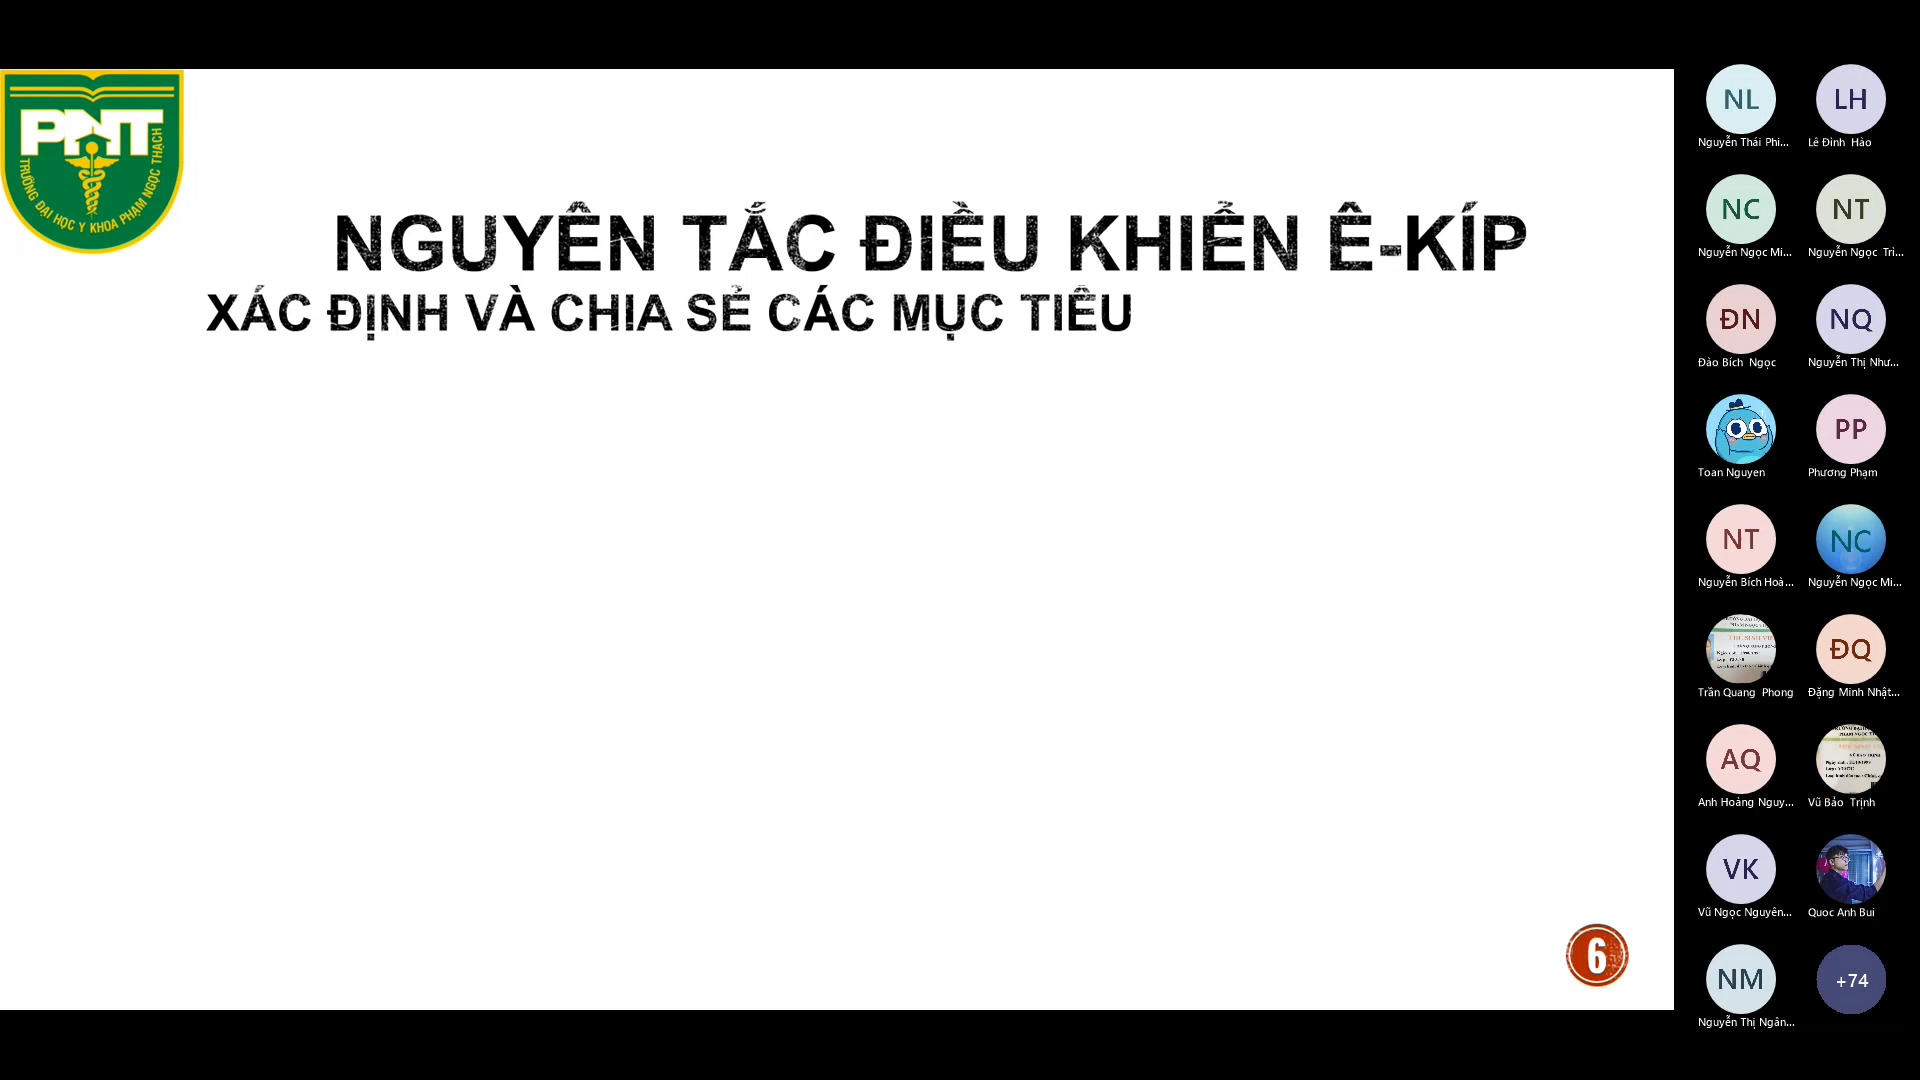 PNT
TRƯỜNG ĐẠI HỌC Y KHOA PHẠM NGỌC THẠCH
NGUYÊN TẮC ĐIỀU KHIỂN Ê-KÍP
XÁC ĐỊNH VÀ CHIA SẺ CÁC MỤC TIÊU
6
NL LH
Nguyễn Thái Phi... Lê Đình Hảo
NC NT
Nguyễn Ngọc Mi... Nguyễn Ngọc Tri...
ĐN NQ
Đào Bích Ngọc Nguyễn Thị Như...
PP
Toan Nguyen Phương Phạm
NT NC
Nguyễn Bích Hoà... Nguyễn Ngọc Mi...
ĐQ
Trần Quang Phong Đặng Minh Nhật...
AQ
Anh Hoàng Nguy... Vũ Bảo Trịnh
VK
Vũ Ngọc Nguyên... Quoc Anh Bui
NM +74
Nguyễn Thị Ngân...